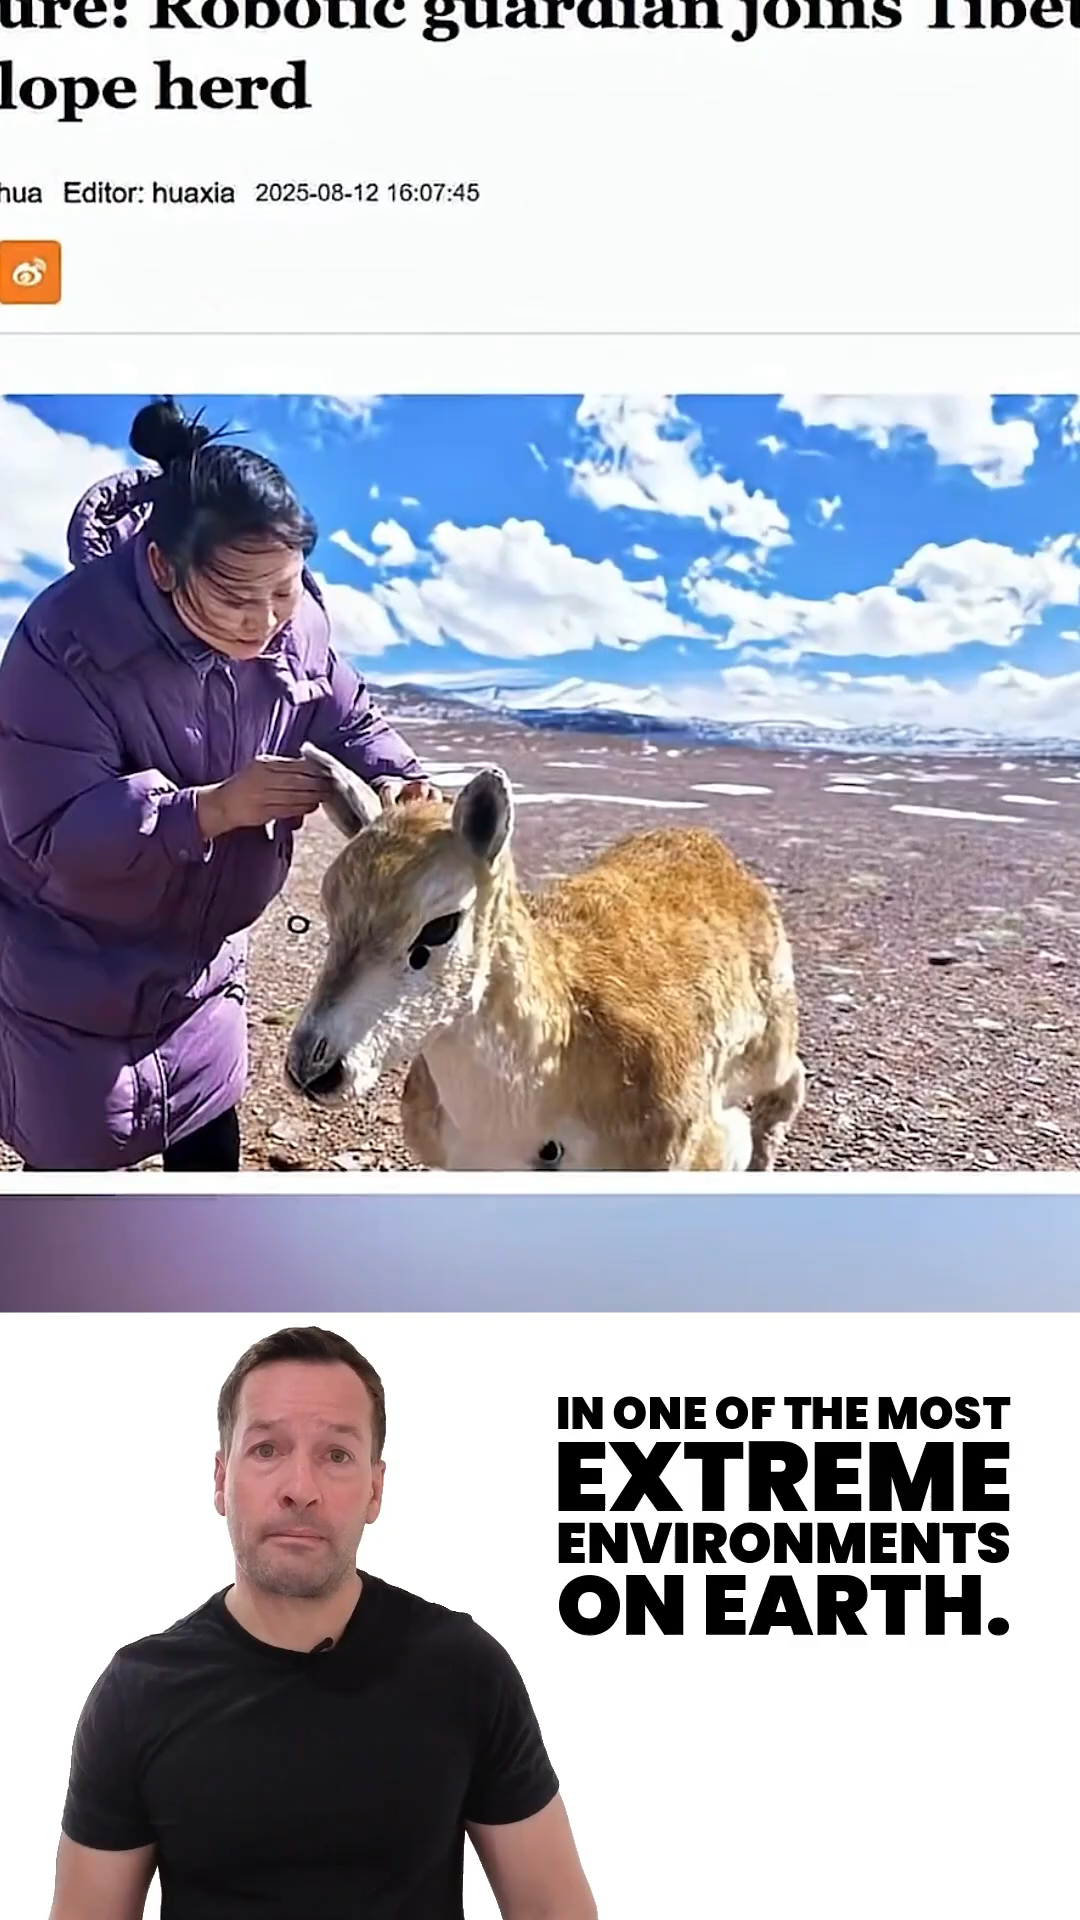 ure: Robotic guardian joins Tibet
lope herd
hua Editor: huaxia 2025-08-12 16:07:45
IN ONE OF THE MOST
EXTREME
ENVIRONMENTS
ON EARTH.